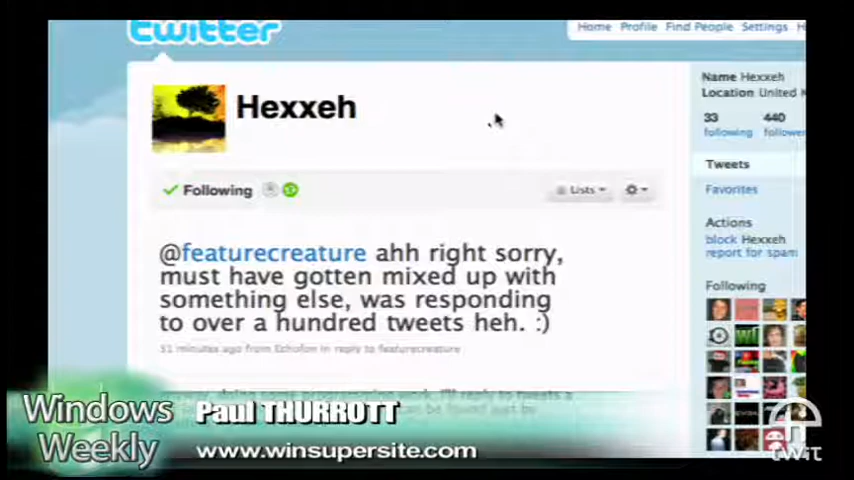 twitter
Home Profile Find People Settings
Hexxeh
Name Hexxeh
Location United
33 440
following
Tweets
Following
Lists
Favorites
Actions
block Hexxeh
report for spam
Following
@featurecreature ahh right sorry,
must have gotten mixed up with
something else, was responding
to over a hundred tweets heh. :)
51 minutes ago from Echofon in reply to featurecreature
Windows
Weekly
Paul THURROTT
www.winsupersite.com
twit